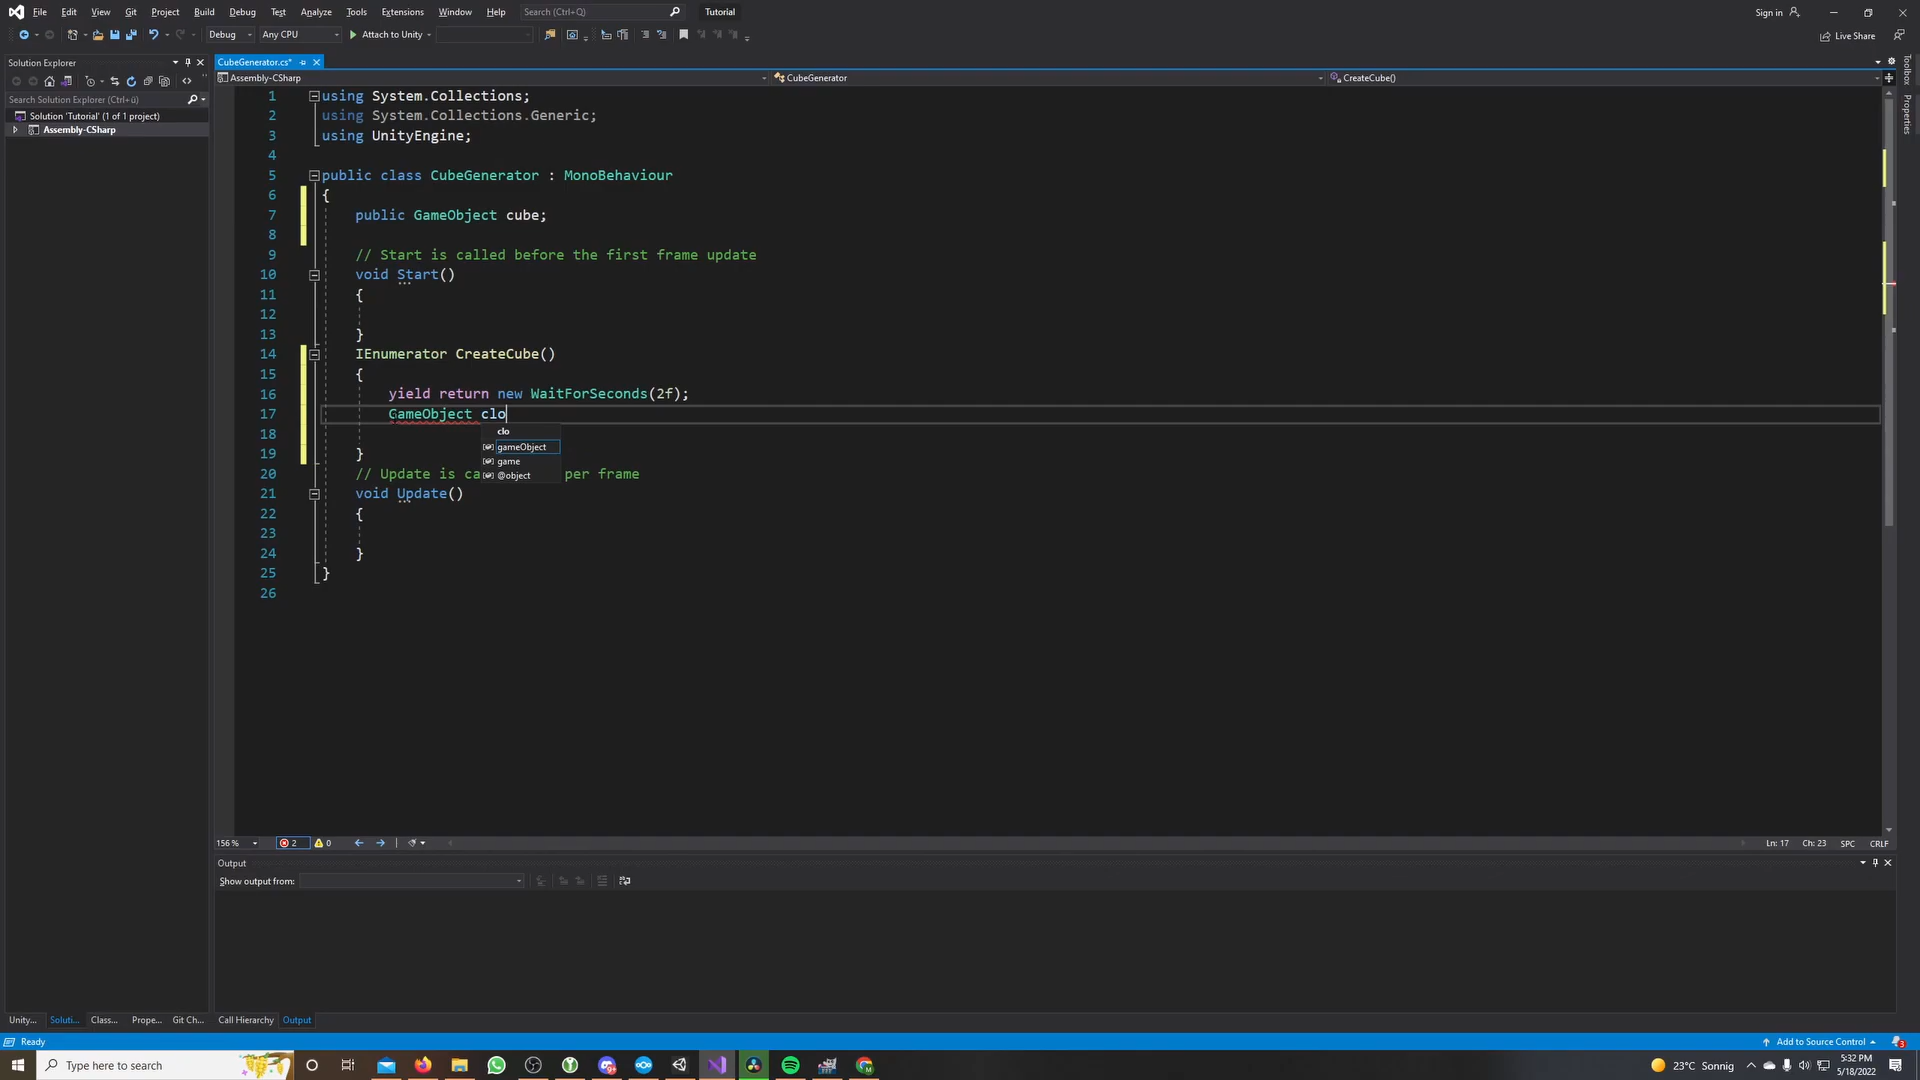 File Edit View Git Project Build Debug Test Analyze Tools Extensions Window Help Search (Ctrl+Q) Tutorial Sign in
Debug Any CPU Attach to Unity Live Share
Solution Explorer
Search Solution Explorer (Ctrl+ü)
Solution 'Tutorial' (1 of 1 project)
Assembly-CSharp
CubeGenerator.cs*
Assembly-CSharp CubeGenerator CreateCube()
1 using System.Collections;
2 using System.Collections.Generic;
3 using UnityEngine;
4
5 public class CubeGenerator : MonoBehaviour
6 {
7 public GameObject cube;
8
9 // Start is called before the first frame update
10 void Start()
11 {
12
13 }
14 IEnumerator CreateCube()
15 {
16 yield return new WaitForSeconds(2f);
17 GameObject clo
18
19 }
20 // Update is ca per frame
21 void Update()
22 {
23
24 }
25 }
26
clo
gameObject
game
@object
Toolbox
Properties
156 % 2 0 Ln: 17 Ch: 23 SPC CRLF
Output
Show output from:
Unity... Soluti... Class... Prope... Git Ch... Call Hierarchy Output
Ready Add to Source Control 3
Type here to search 23°C Sonnig 5:32 PM
5/18/2022